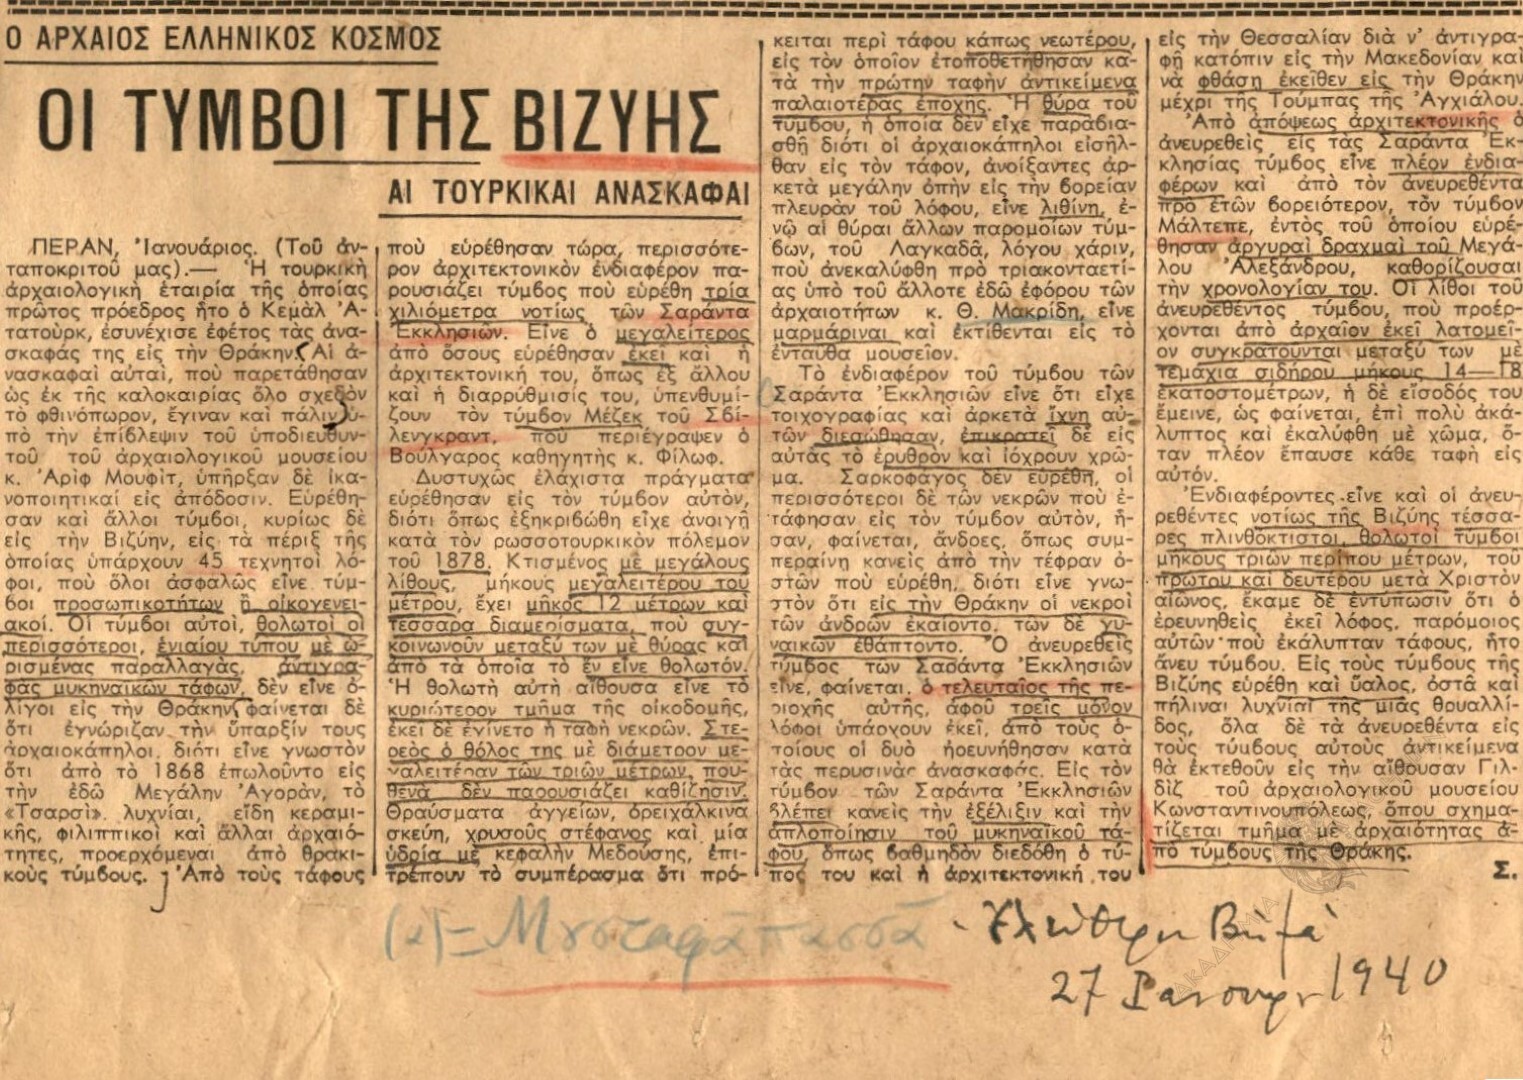 Ο ΑΡΧΑΙΟΣ ΕΛΛΗΝΙΚΟΣ ΚΟΣΜΟΣ
ΟΙ ΤΥΜΒΟΙ ΤΗΣ ΒΙΖΥΗΣ
ΑΙ ΤΟΥΡΚΙΚΑΙ ΑΝΑΣΚΑΦΑΙ
ΠΕΡΑΝ, Ἰανουάριος. (Τοῦ ἀν-
ταποκριτοῦ μας).— Ἡ τουρκικὴ
ἀρχαιολογικὴ ἑταιρία τῆς ὁποίας
πρῶτος πρόεδρος ἦτο ὁ Κεμὰλ Ἀ-
τατοὺρκ, ἐσυνέχισε ἐφέτος τὰς ἀνα-
σκαφάς της εἰς τὴν Θράκην. Αἱ ἀ-
νασκαφαὶ αὐταί, ποὺ παρετάθησαν
ὡς ἐκ τῆς καλοκαιρίας ὅλο σχεδὸν
τὸ φθινόπωρον, ἔγιναν καὶ πάλιν ὑ-
πὸ τὴν ἐπίβλεψιν τοῦ ὑποδιευθυν-
τοῦ τοῦ ἀρχαιολογικοῦ μουσείου
κ. Ἀρὶφ Μουφίτ, ὑπῆρξαν δὲ ἱκα-
νοποιητικαὶ εἰς ἀπόδοσιν. Εὑρέθη-
σαν καὶ ἄλλοι τύμβοι, κυρίως δὲ
εἰς τὴν Βιζύην, εἰς τὰ πέριξ τῆς
ὁποίας ὑπάρχουν 45 τεχνητοὶ λό-
φοι, ποὺ ὅλοι ἀσφαλῶς εἶνε τύμ-
βοι προσωπικοτήτων ἢ οἰκογενει-
ακοί. Οἱ τύμβοι αὐτοί, θολωτοὶ οἱ
περισσότεροι, ἑνιαίου τύπου μὲ ὡ-
ρισμένας παραλλαγάς, ἀντιγρα-
φὰς μυκηναικῶν τάφων, δὲν εἶνε ὀ-
λίγοι εἰς τὴν Θράκην, φαίνεται δὲ
ὅτι ἐγνώριζαν τὴν ὕπαρξίν τους
ἀρχαιοκάπηλοι, διότι εἶνε γνωστὸν
ὅτι ἀπὸ τὸ 1868 ἐπωλοῦντο εἰς
τὴν ἐδῶ Μεγάλην Ἀγοράν, τὸ
«Τσαρσὶ» λυχνίαι, εἴδη κεραμι-
κῆς, φιλιππικοὶ καὶ ἄλλαι ἀρχαιό-
τητες, προερχόμεναι ἀπὸ θρακι-
κοὺς τύμβους. Ἀπὸ τοὺς τάφους
ποὺ εὑρέθησαν τώρα, περισσότε-
ρον ἀρχιτεκτονικὸν ἐνδιαφέρον πα-
ρουσιάζει τύμβος ποὺ εὑρέθη τρία
χιλιόμετρα νοτίως τῶν Σαράντα
Ἐκκλησιῶν. Εἶνε ὁ μεγαλείτερος
ἀπὸ ὅσους εὑρέθησαν ἐκεῖ καὶ ἡ
ἀρχιτεκτονική του, ὅπως ἐξ ἄλλου
καὶ ἡ διαρρύθμισίς του, ὑπενθυμί-
ζουν τὸν τύμβον Μέζεκ τοῦ Σβί-
λενγκραντ, ποὺ περιέγραψεν ὁ
Βούλγαρος καθηγητὴς κ. Φίλωφ.
Δυστυχῶς ἐλάχιστα πράγματα
εὑρέθησαν εἰς τὸν τύμβον αὐτόν,
διότι ὅπως ἐξηκριβώθη εἶχε ἀνοιγῆ
κατὰ τὸν ρωσσοτουρκικὸν πόλεμον
τοῦ 1878. Κτισμένος μὲ μεγάλους
λίθους, μήκους μεγαλειτέρου τοῦ
μέτρου, ἔχει μῆκος 12 μέτρων καὶ
τέσσαρα διαμερίσματα, ποὺ συγ-
κοινωνοῦν μεταξύ των μὲ θύρας καὶ
ἀπὸ τὰ ὁποῖα τὸ ἓν εἶνε θολωτόν.
Ἡ θολωτὴ αὐτὴ αἴθουσα εἶνε τὸ
κυριώτερον τμῆμα τῆς οἰκοδομῆς,
ἐκεῖ δὲ ἐγίνετο ἡ ταφὴ νεκρῶν. Στε-
ρεὸς ὁ θόλος της μὲ διάμετρον με-
γαλειτέραν τῶν τριῶν μέτρων, που-
θενὰ δὲν παρουσιάζει καθίζησιν.
Θραύσματα ἀγγείων, ὀρειχάλκινα
σκεύη, χρυσοῦς στέφανος καὶ μία
ὑδρία μὲ κεφαλὴν Μεδούσης, ἐπι-
τρέπουν τὸ συμπέρασμα ὅτι πρό-
κειται περὶ τάφου κάπως νεωτέρου,
εἰς τὸν ὁποῖον ἐτοποθετήθησαν κα-
τὰ τὴν πρώτην ταφὴν ἀντικείμενα
παλαιοτέρας ἐποχῆς. Ἡ θύρα τοῦ
τύμβου, ἡ ὁποία δὲν εἶχε παραβια-
σθῆ διότι οἱ ἀρχαιοκάπηλοι εἰσῆλ-
θαν εἰς τὸν τάφον, ἀνοίξαντες ἀρ-
κετὰ μεγάλην ὀπὴν εἰς τὴν βορείαν
πλευρὰν τοῦ λόφου, εἶνε λιθίνη, ἐ-
νῷ αἱ θύραι ἄλλων παρομοίων τύμ-
βων, τοῦ Λαγκαδᾶ, λόγου χάριν,
ποὺ ἀνεκαλύφθη πρὸ τριακονταετί-
ας ὑπὸ τοῦ ἄλλοτε ἐδῶ ἐφόρου τῶν
ἀρχαιοτήτων κ. Θ. Μακρίδη, εἶνε
μαρμάριναι καὶ ἐκτίθενται εἰς τὸ
ἐνταῦθα μουσεῖον.
Τὸ ἐνδιαφέρον τοῦ τύμβου τῶν
Σαράντα Ἐκκλησιῶν εἶνε ὅτι εἶχε
τοιχογραφίας καὶ ἀρκετὰ ἴχνη αὐ-
τῶν διεσώθησαν, ἐπικρατεῖ δὲ εἰς
αὐτὰς τὸ ἐρυθρὸν καὶ ἰόχρουν χρῶ-
μα. Σαρκοφάγος δὲν εὑρέθη, οἱ
περισσότεροι δὲ τῶν νεκρῶν ποὺ ἐ-
τάφησαν εἰς τὸν τύμβον αὐτόν, ἦ-
σαν, φαίνεται, ἄνδρες, ὅπως συμ-
περαίνη κανεὶς ἀπὸ τὴν τέφραν ὀ-
στῶν ποὺ εὑρέθη, διότι εἶνε γνω-
στὸν ὅτι εἰς τὴν Θράκην οἱ νεκροὶ
τῶν ἀνδρῶν ἐκαίοντο, τῶν δὲ γυ-
ναικῶν ἐθάπτοντο. Ὁ ἀνευρεθεὶς
τύμβος τῶν Σαράντα Ἐκκλησιῶν
εἶνε, φαίνεται, ὁ τελευταῖος τῆς πε-
ριοχῆς αὐτῆς, ἀφοῦ τρεῖς μόνον
λόφοι ὑπάρχουν ἐκεῖ, ἀπὸ τοὺς ὁ-
ποίους οἱ δυὸ ἠρευνήθησαν κατὰ
τὰς περυσινὰς ἀνασκαφάς. Εἰς τὸν
τύμβον τῶν Σαράντα Ἐκκλησιῶν
βλέπει κανεὶς τὴν ἐξέλιξιν καὶ τὴν
ἁπλοποίησιν τοῦ μυκηναϊκοῦ τά-
φου, ὅπως βαθμηδὸν διεδόθη ὁ τύ-
πος του καὶ ἡ ἀρχιτεκτονική του
εἰς τὴν Θεσσαλίαν διὰ ν' ἀντιγρα-
φῇ κατόπιν εἰς τὴν Μακεδονίαν καὶ
νὰ φθάσῃ ἐκεῖθεν εἰς τὴν Θράκην
μέχρι τῆς Τούμπας τῆς Ἀγχιάλου.
Ἀπὸ ἀπόψεως ἀρχιτεκτονικῆς ὁ
ἀνευρεθεὶς εἰς τὰς Σαράντα Ἐκ-
κλησίας τύμβος εἶνε πλέον ἐνδια-
φέρων καὶ ἀπὸ τὸν ἀνευρεθέντα
πρὸ ἐτῶν βορειότερον, τὸν τύμβον
Μάλτεπε, ἐντὸς τοῦ ὁποίου εὑρέ-
θησαν ἀργυραῖ δραχμαὶ τοῦ Μεγά-
λου Ἀλεξάνδρου, καθορίζουσαι
τὴν χρονολογίαν του. Οἱ λίθοι τοῦ
ἀνευρεθέντος τύμβου, ποὺ προέρ-
χονται ἀπὸ ἀρχαῖον ἐκεῖ λατομεῖ-
ον συγκρατοῦνται μεταξύ των μὲ
τεμάχια σιδήρου μήκους 14—18
ἑκατοστομέτρων, ἡ δὲ εἴσοδός του
ἔμεινε, ὡς φαίνεται, ἐπὶ πολὺ ἀκά-
λυπτος καὶ ἐκαλύφθη μὲ χῶμα, ὅ-
ταν πλέον ἔπαυσε κάθε ταφὴ εἰς
αὐτόν.
Ἐνδιαφέροντες εἶνε καὶ οἱ ἀνευ-
ρεθέντες νοτίως τῆς Βιζύης τέσσα-
ρες πλινθόκτιστοι, θολωτοὶ τύμβοι
μήκους τριῶν περίπου μέτρων, τοῦ
πρώτου καὶ δευτέρου μετὰ Χριστὸν
αἰῶνος, ἔκαμε δὲ ἐντύπωσιν ὅτι ὁ
ἐρευνηθεὶς ἐκεῖ λόφος, παρόμοιος
αὐτῶν ποὺ ἐκάλυπταν τάφους, ἦτο
ἄνευ τύμβου. Εἰς τοὺς τύμβους τῆς
Βιζύης εὑρέθη καὶ ὕαλος, ὀστᾶ καὶ
πήλιναι λυχνίαι τῆς μιᾶς θρυαλλί-
δος, ὅλα δὲ τὰ ἀνευρεθέντα εἰς
τοὺς τύμβους αὐτοὺς ἀντικείμενα
θὰ ἐκτεθοῦν εἰς τὴν αἴθουσαν Γιλ-
δὶζ τοῦ ἀρχαιολογικοῦ μουσείου
Κωνσταντινουπόλεως, ὅπου σχημα-
τίζεται τμῆμα μὲ ἀρχαιότητας ἀ-
πὸ τύμβους τῆς Θράκης.
Σ.
(α)= Μουσταφᾶ πασσᾶ
Ἐλεύθερον Βῆμα
27 Ἰανουαρ 1940
ΑΚΑΔΗΜΙΑ